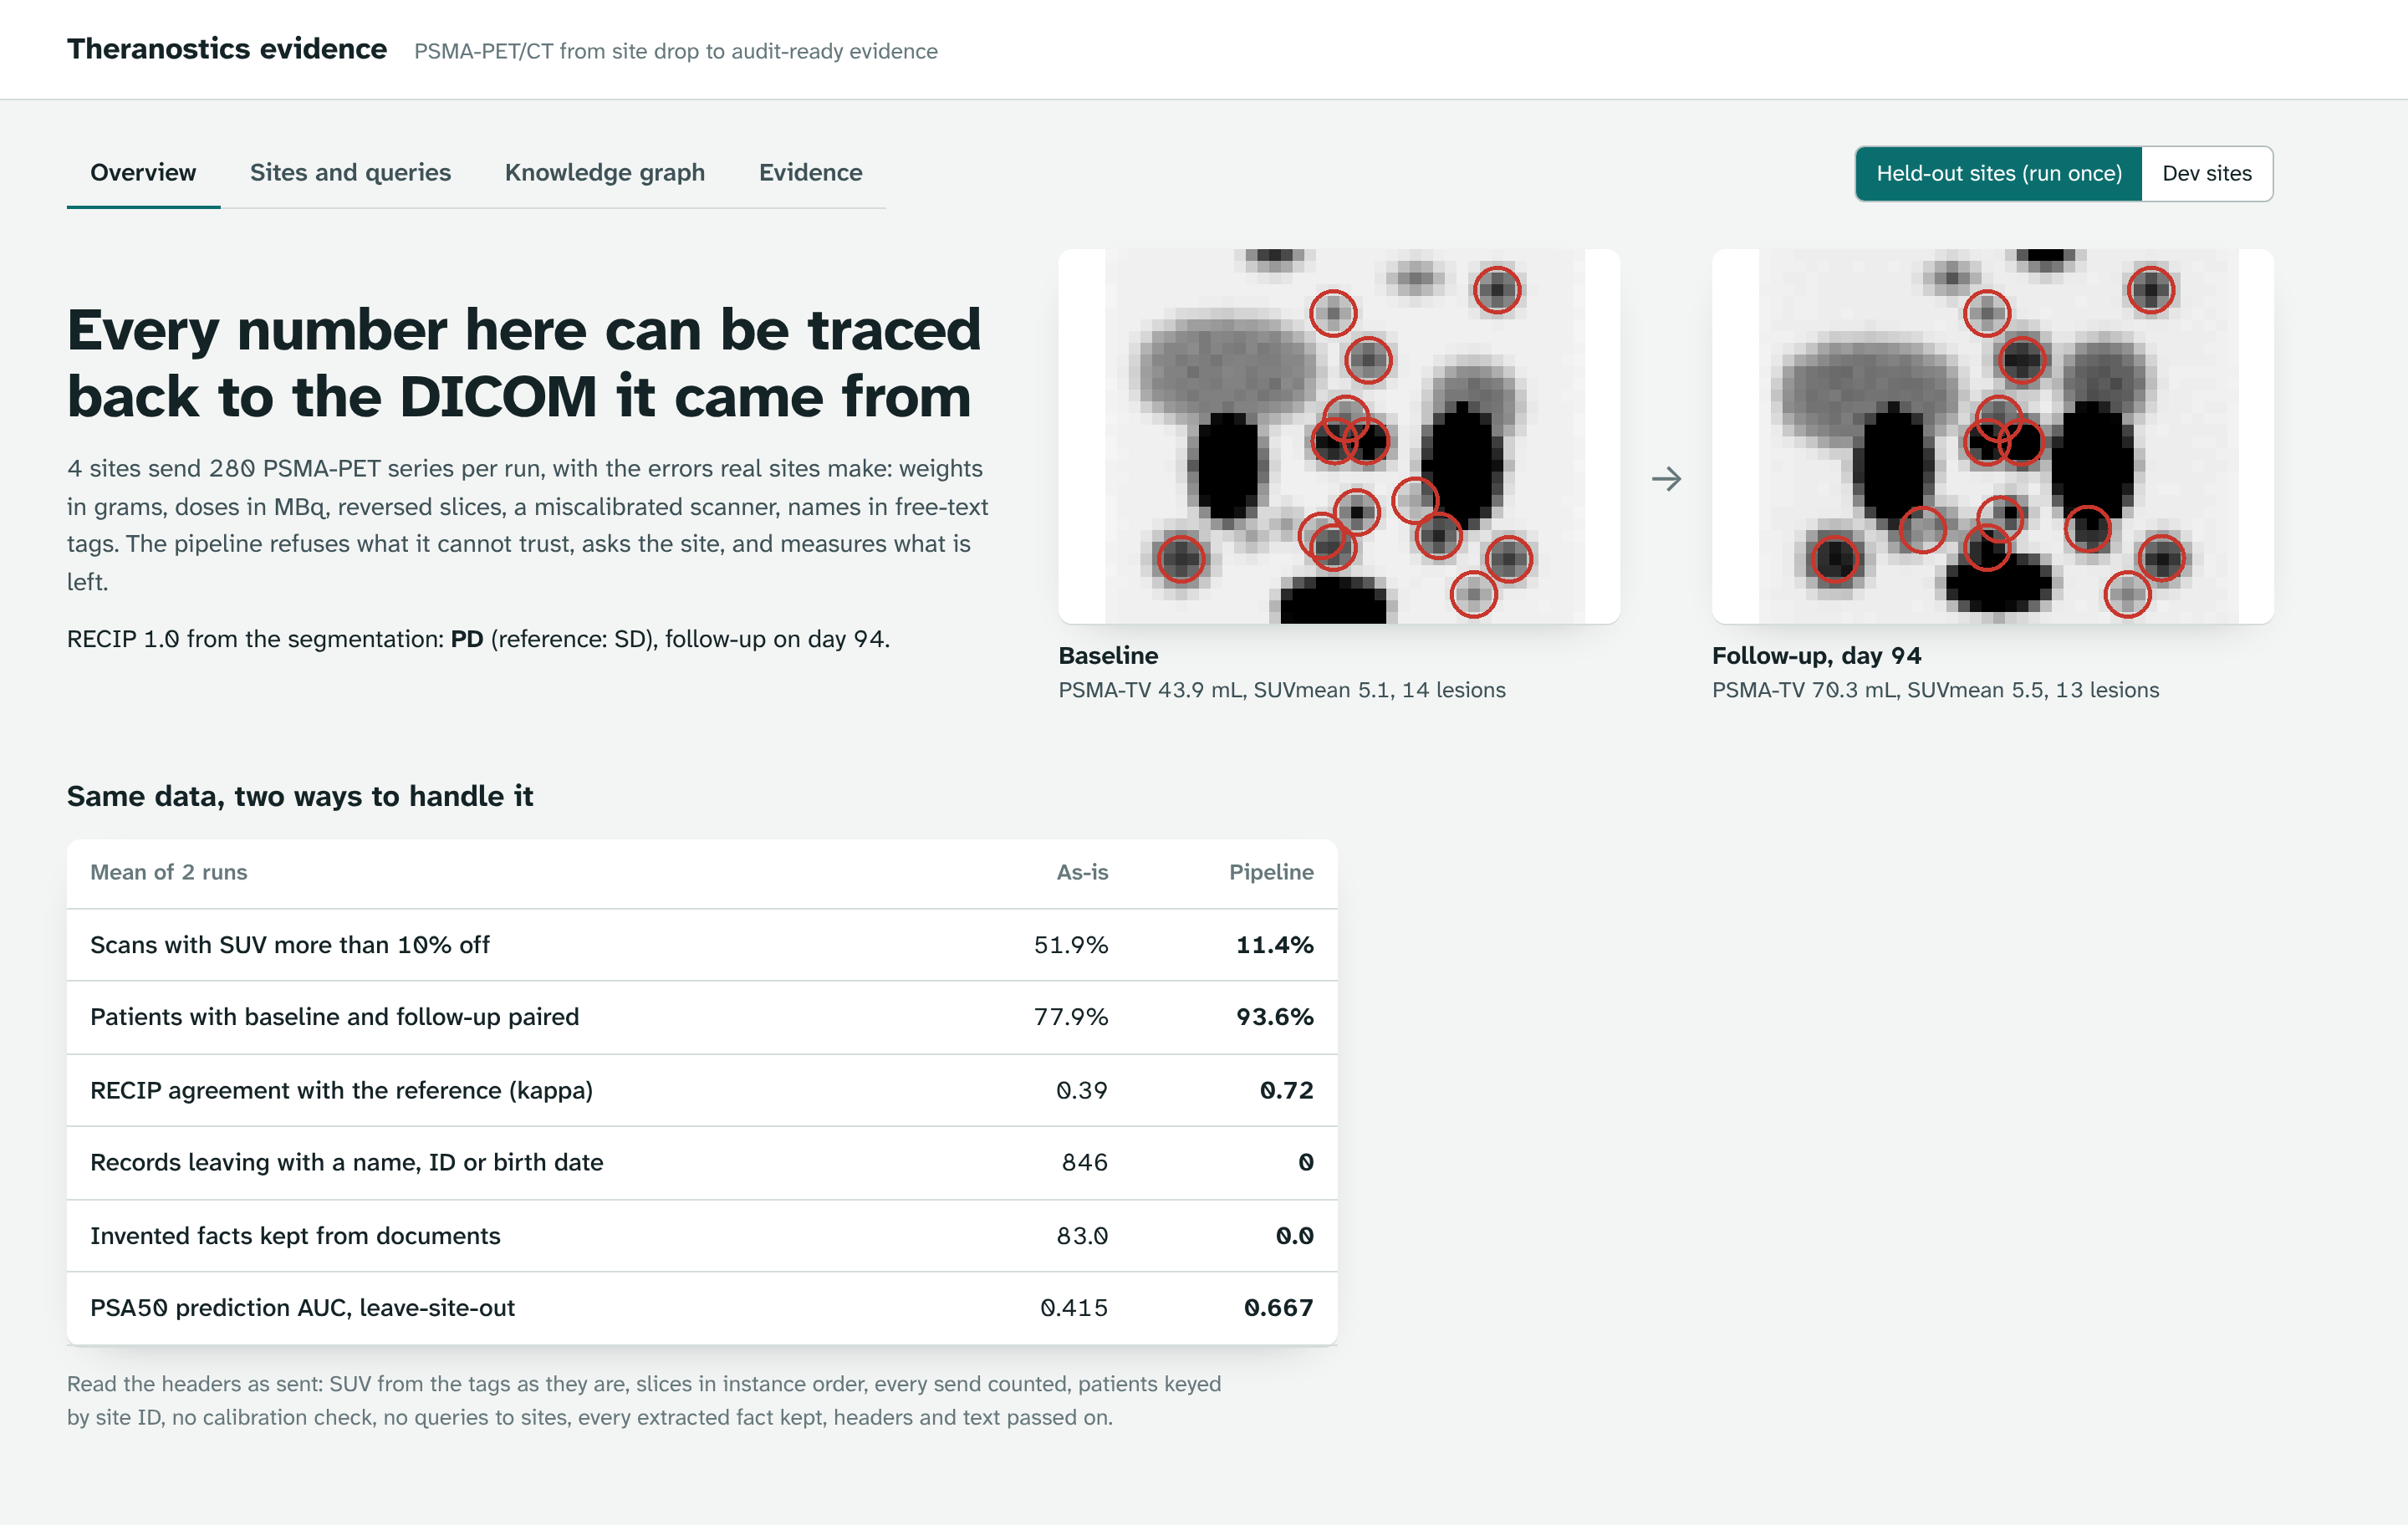 Theranostics evidence PSMA-PET/CT from site drop to audit-ready evidence
Overview Sites and queries Knowledge graph Evidence
Held-out sites (run once) Dev sites
Every number here can be traced
back to the DICOM it came from
4 sites send 280 PSMA-PET series per run, with the errors real sites make: weights
in grams, doses in MBq, reversed slices, a miscalibrated scanner, names in free-text
tags. The pipeline refuses what it cannot trust, asks the site, and measures what is
left.
RECIP 1.0 from the segmentation: PD (reference: SD), follow-up on day 94.
Baseline
PSMA-TV 43.9 mL, SUVmean 5.1, 14 lesions
→
Follow-up, day 94
PSMA-TV 70.3 mL, SUVmean 5.5, 13 lesions
Same data, two ways to handle it
Mean of 2 runs As-is Pipeline
Scans with SUV more than 10% off 51.9% 11.4%
Patients with baseline and follow-up paired 77.9% 93.6%
RECIP agreement with the reference (kappa) 0.39 0.72
Records leaving with a name, ID or birth date 846 0
Invented facts kept from documents 83.0 0.0
PSA50 prediction AUC, leave-site-out 0.415 0.667
Read the headers as sent: SUV from the tags as they are, slices in instance order, every send counted, patients keyed
by site ID, no calibration check, no queries to sites, every extracted fact kept, headers and text passed on.